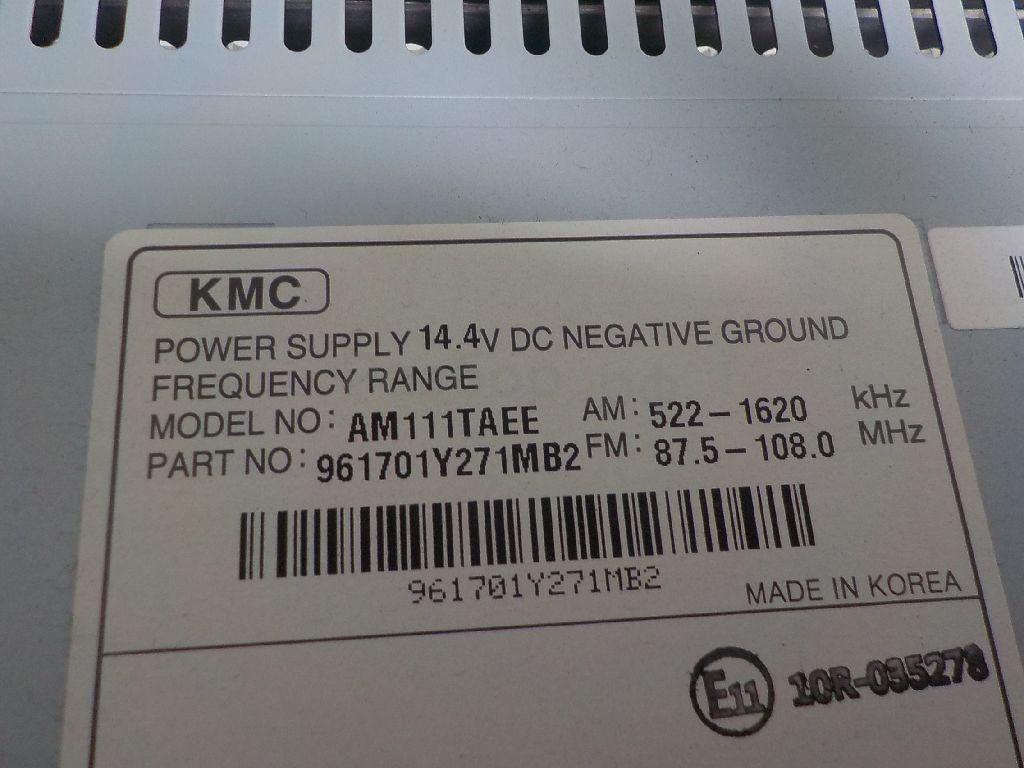 KMC
POWER SUPPLY 14.4V DC NEGATIVE GROUND
FREQUENCY RANGE
MODEL NO: AM111TAEE AM: 522-1620 kHz
PART NO: 961701Y271MB2 FM: 87.5-108.0 MHz
961701Y271MB2
MADE IN KOREA
E11 10R-035278